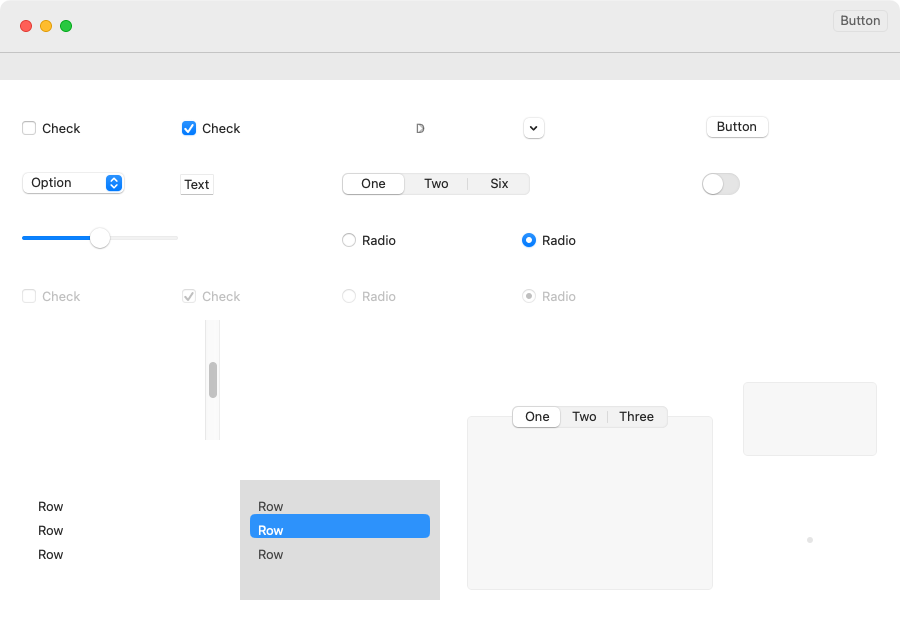 Button
Check
Check
D
Button
Option
Text
One Two Six
Radio
Radio
Check
Check
Radio
Radio
One Two Three
Row
Row
Row
Row
Row
Row